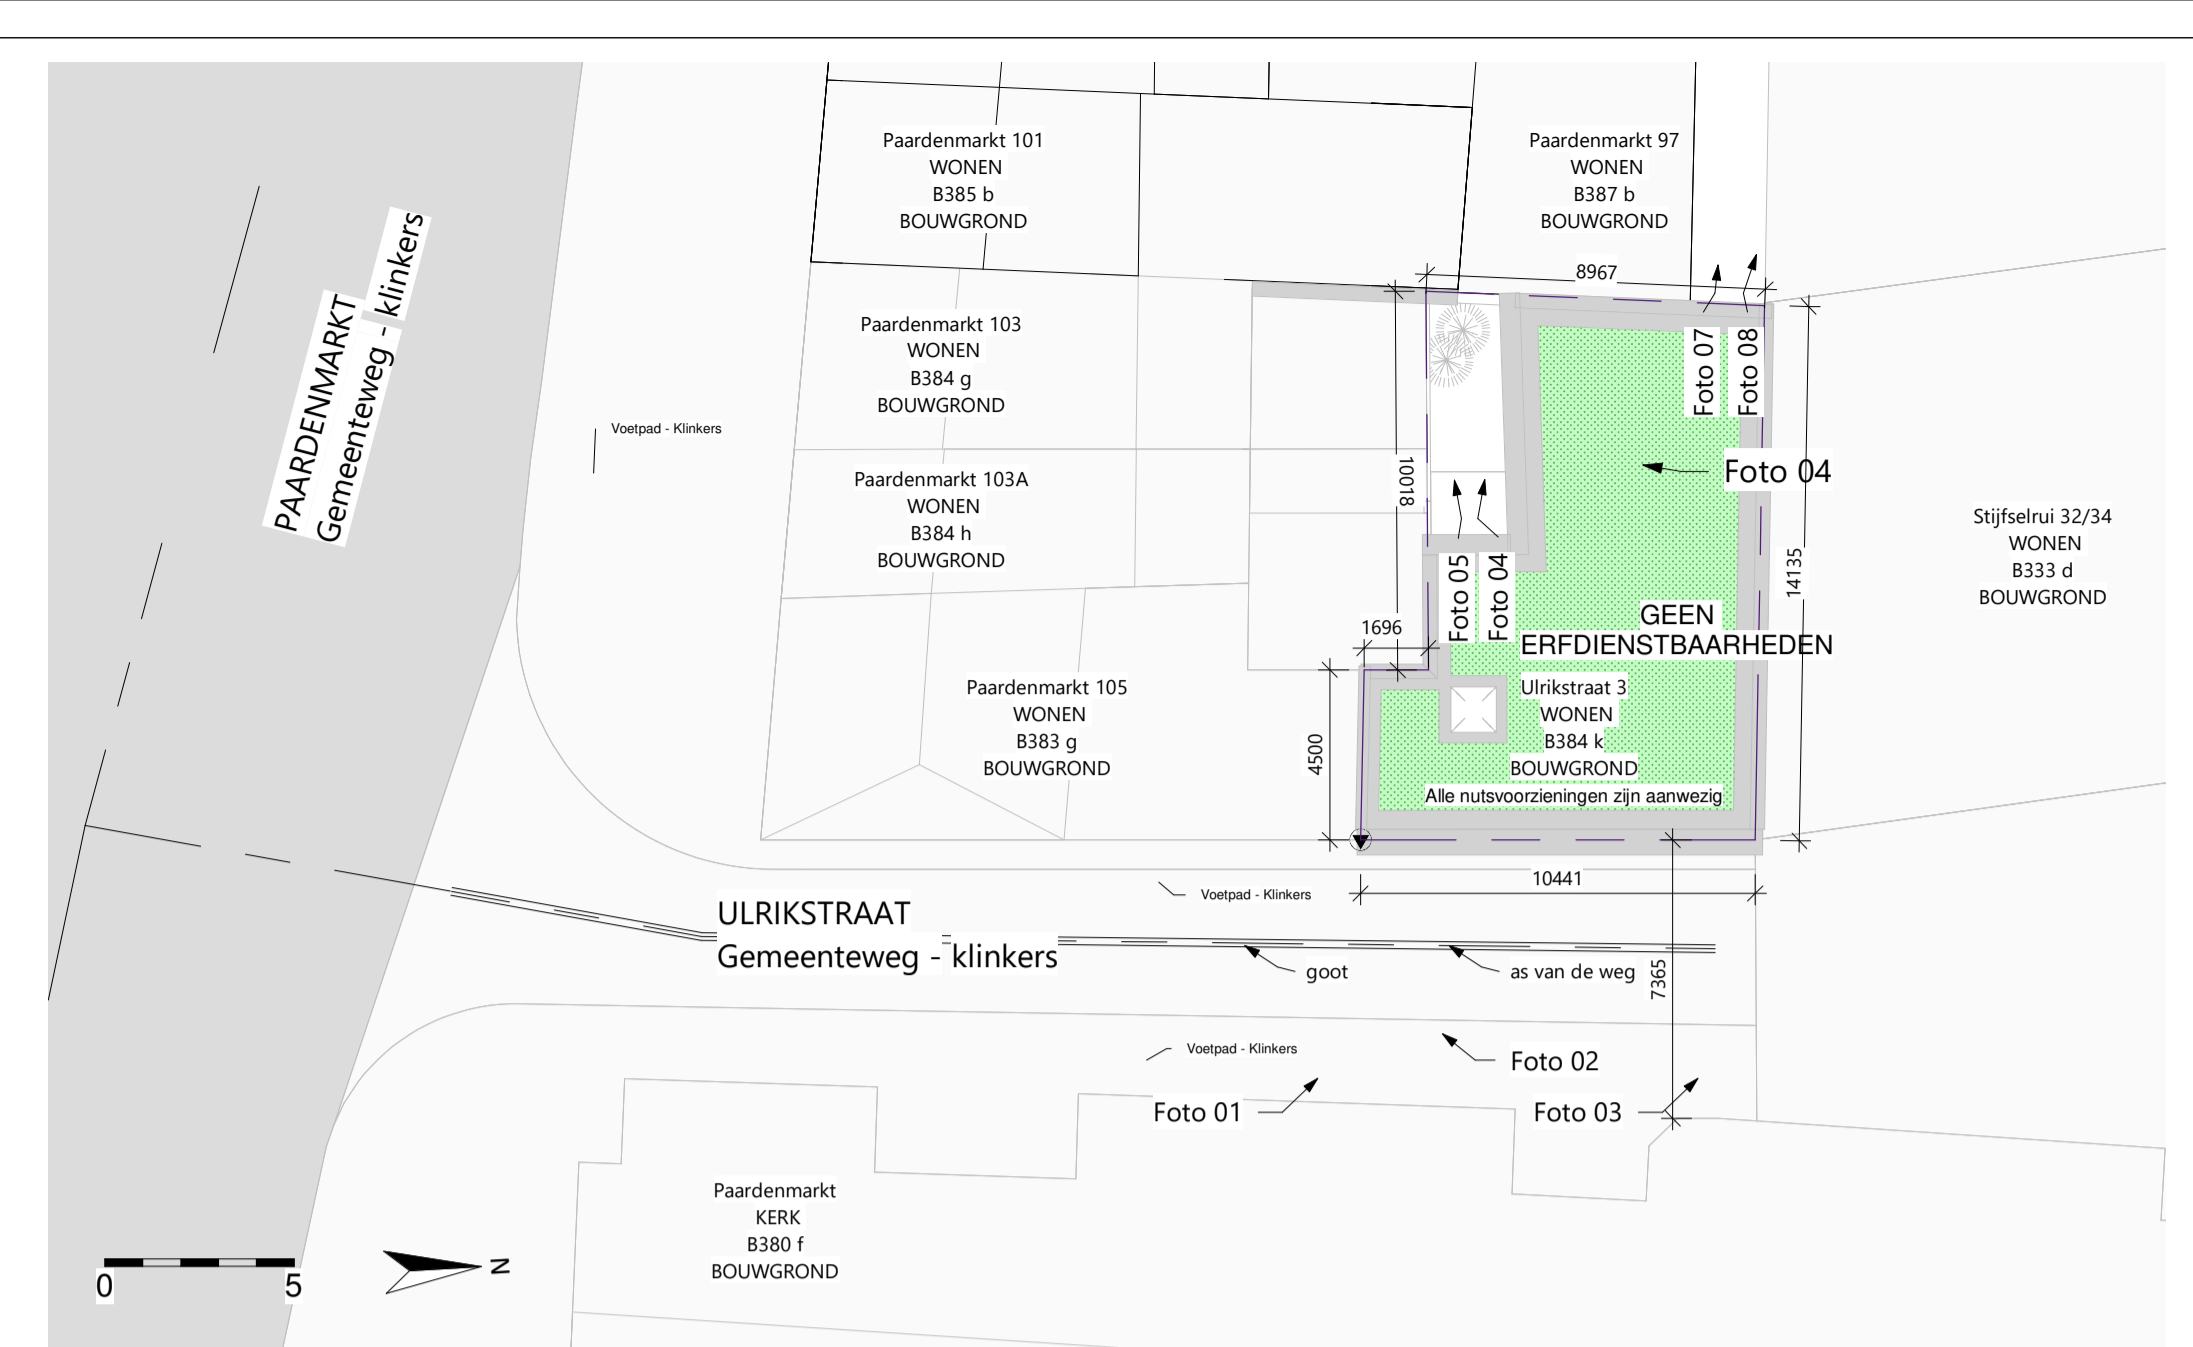 Paardenmarkt 101
WONEN
B385 b
BOUWGROND
Paardenmarkt 97
WONEN
B387 b
BOUWGROND
PAARDENMARKT
Gemeenteweg - klinkers
8967
Paardenmarkt 103
WONEN
B384 g
BOUWGROND
Foto 07
Foto 08
Voetpad - Klinkers
Foto 04
10018
Paardenmarkt 103A
WONEN
B384 h
BOUWGROND
Stijfselrui 32/34
WONEN
B333 d
BOUWGROND
14135
Foto 05
Foto 04
GEEN
ERFDIENSTBAARHEDEN
1696
Paardenmarkt 105
WONEN
B383 g
BOUWGROND
4500
Ulrikstraat 3
WONEN
B384 k
BOUWGROND
Alle nutsvoorzieningen zijn aanwezig
10441
Voetpad - Klinkers
ULRIKSTRAAT
Gemeenteweg - klinkers
goot
as van de weg
7365
Voetpad - Klinkers
Foto 02
Foto 01
Foto 03
Paardenmarkt
KERK
B380 f
BOUWGROND
0
5
N